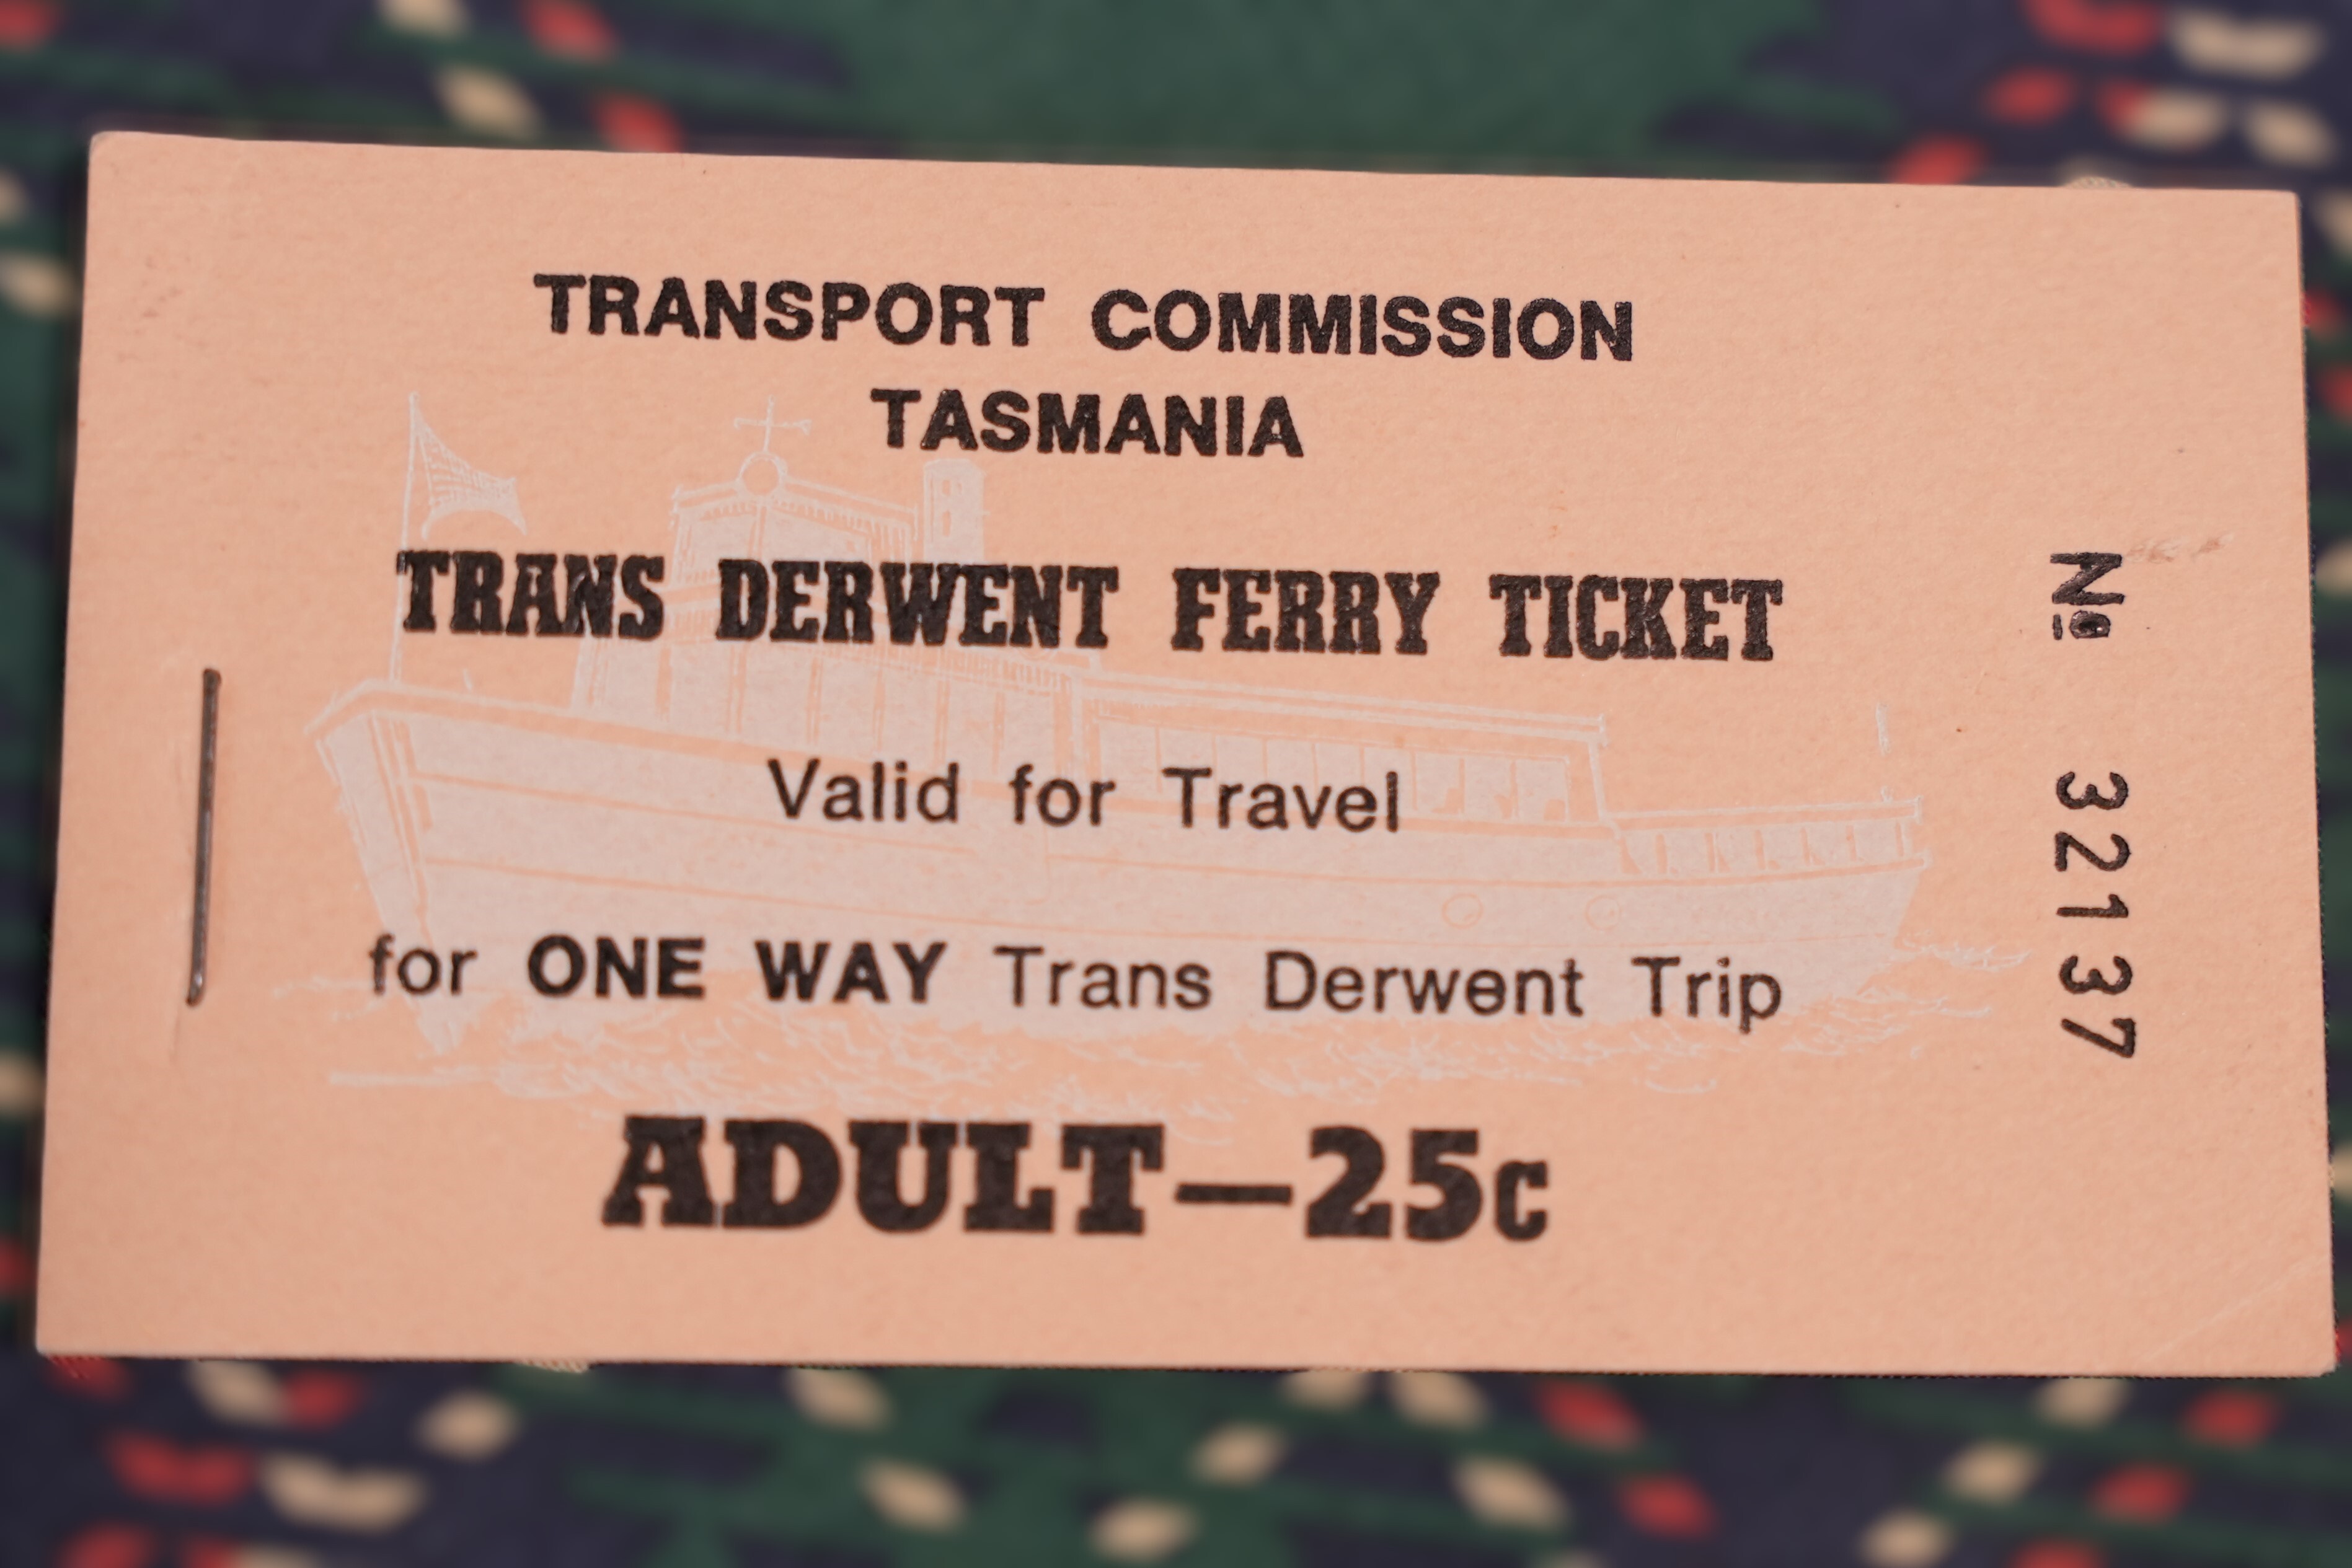 TRANSPORT COMMISSION
TASMANIA
TRANS DERWENT FERRY TICKET
Valid for Travel
for ONE WAY Trans Derwent Trip
ADULT—25c
Nº 32137